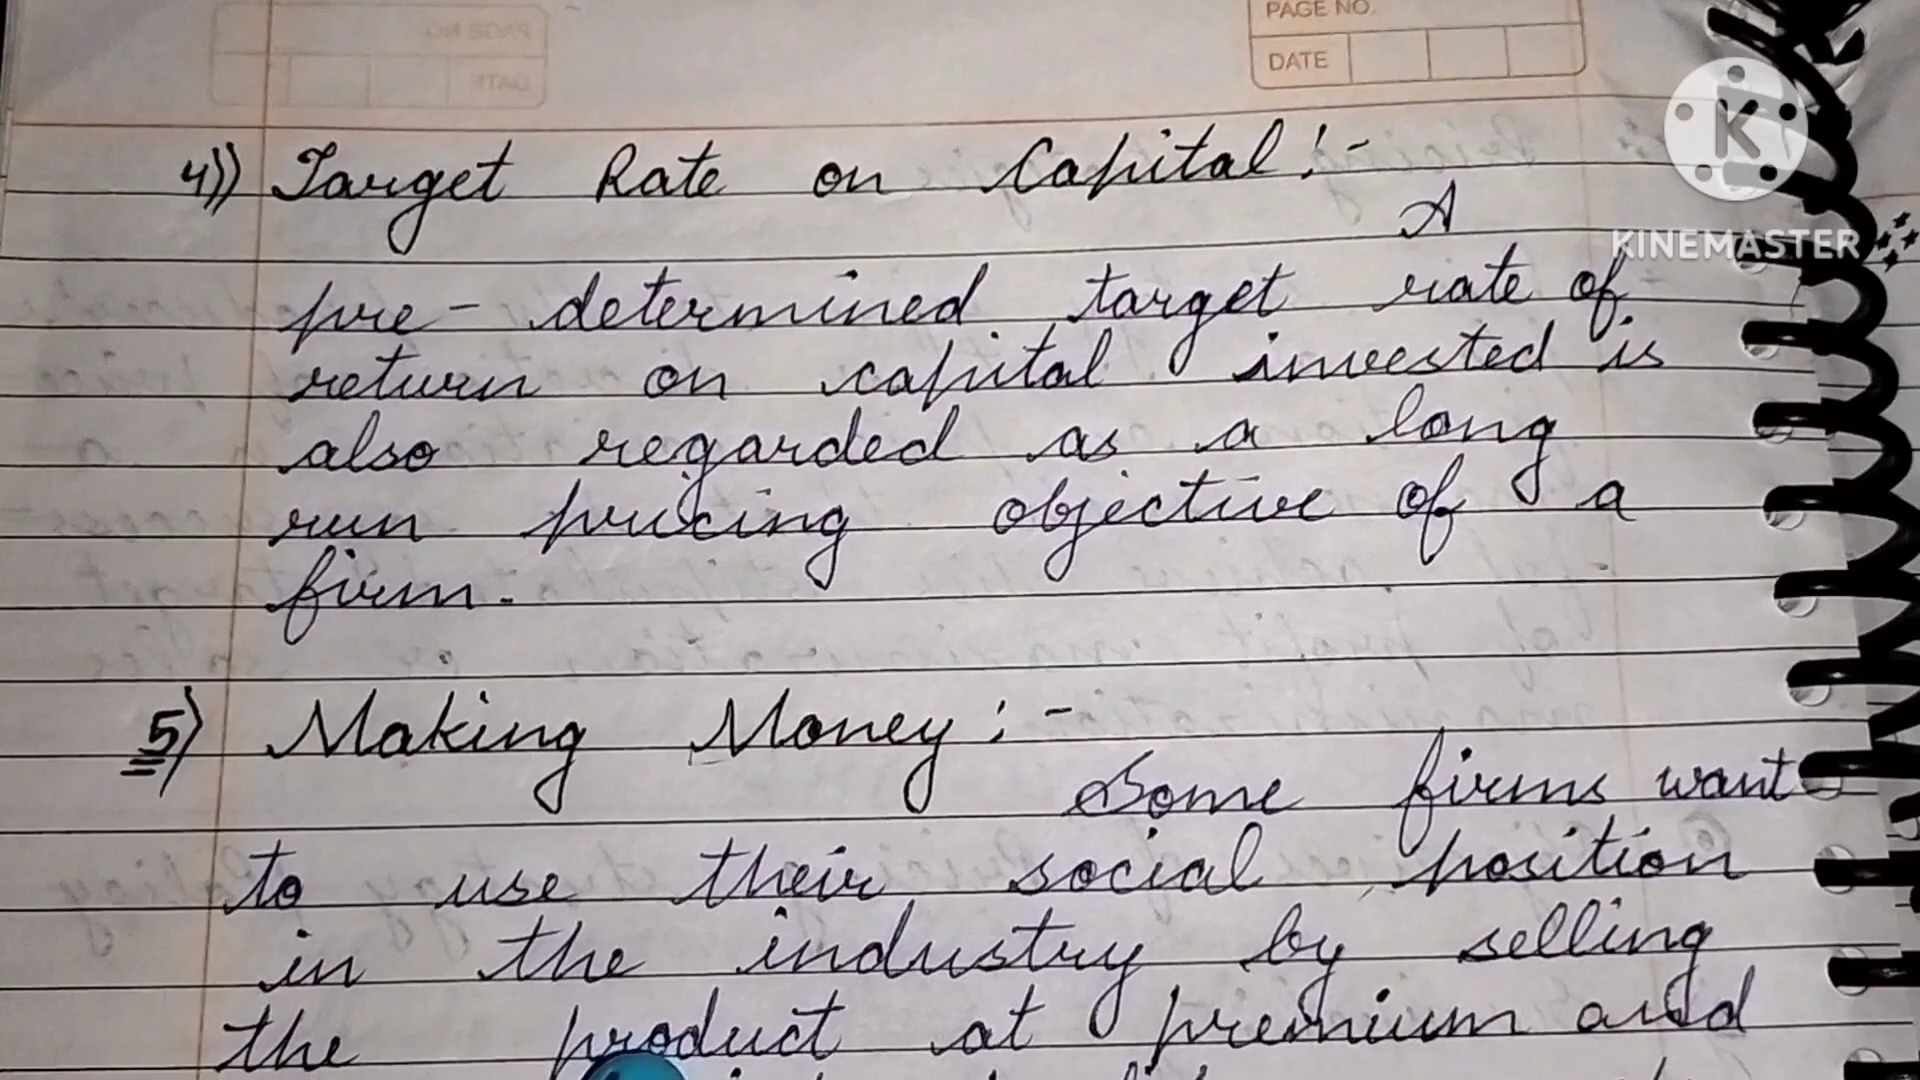 PAGE NO.
DATE
KINEMASTER
4)) Target Rate on Capital :-
A
pre-determined target rate of
return on capital invested is
also regarded as a long
run pricing objective of a
firm.
5) Making Money :-
Some firms want
to use their social position
in the industry by selling
the product at premium and